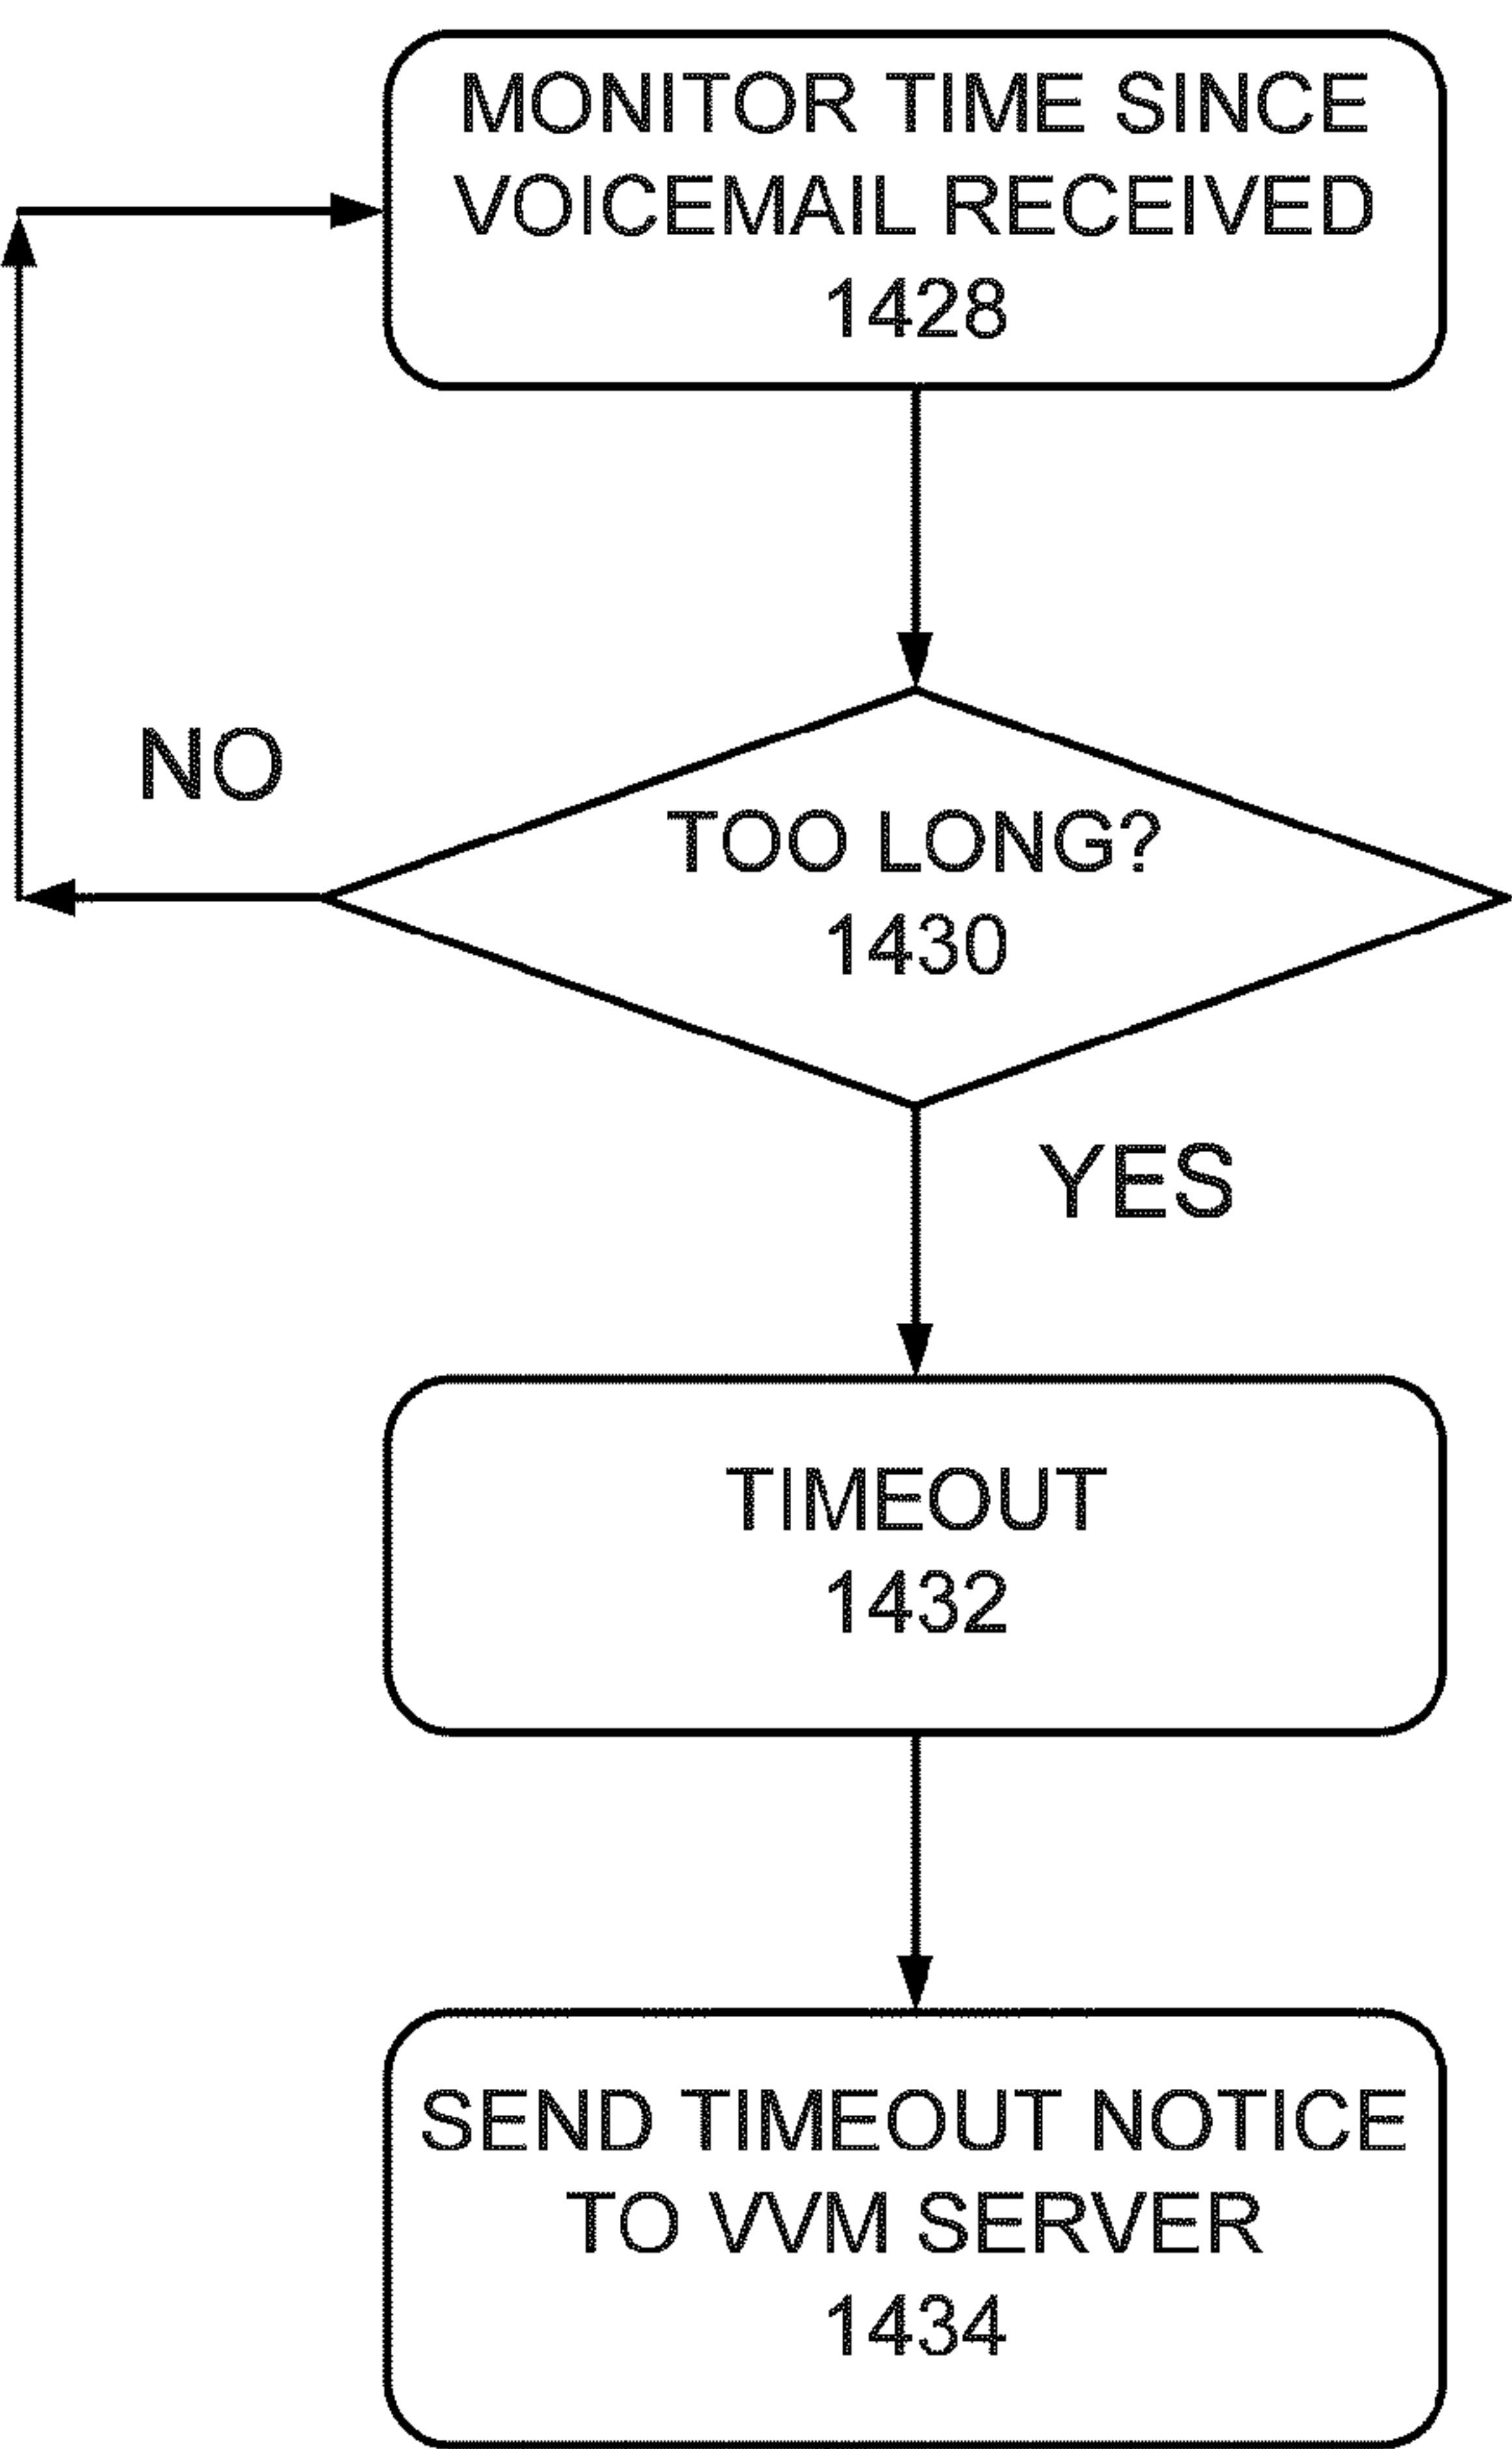 MONITOR TIME SINCE
VOICEMAIL RECEIVED
1428
NO
TOO LONG?
1430
YES
TIMEOUT
1432
SEND TIMEOUT NOTICE
TO VVM SERVER
1434